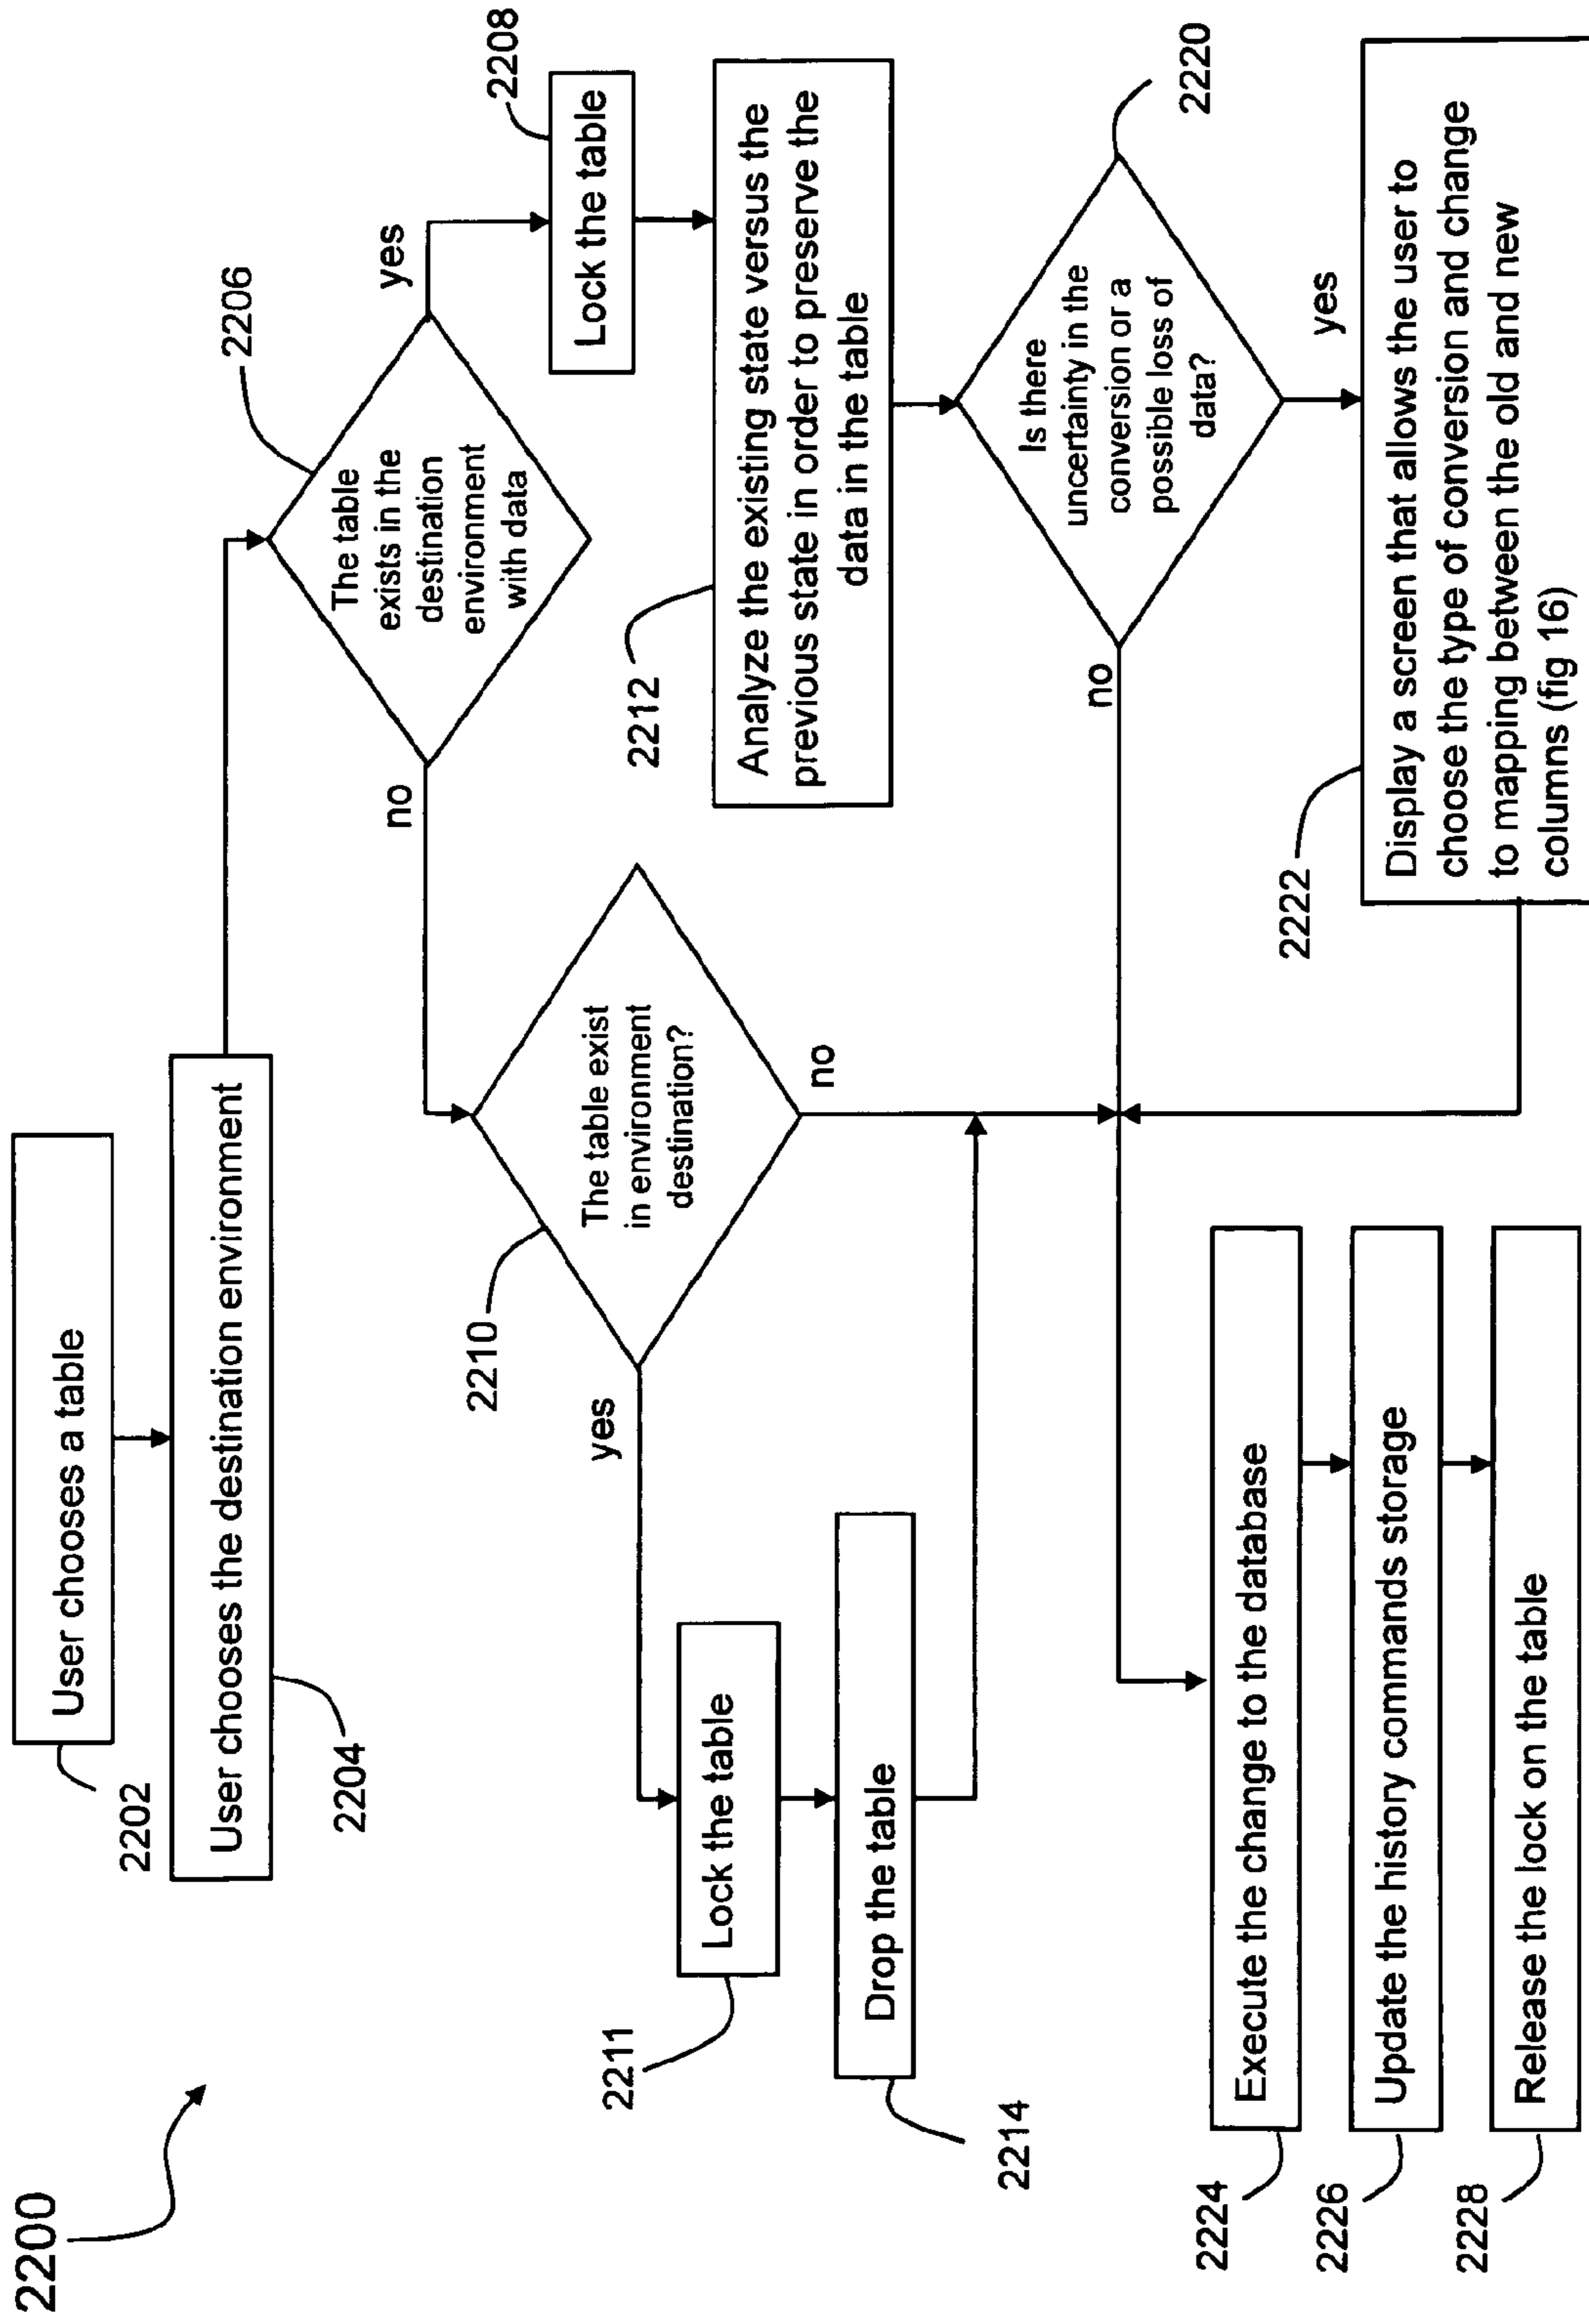 2200
User chooses a table
2202
User chooses the destination environment
2204
The table
exists in the
destination
environment
with data
2206
yes
no
Lock the table
2208
The table exist
in environment
destination?
2210
yes
no
Lock the table
2211
Drop the table
2214
Analyze the existing state versus the
previous state in order to preserve the
data in the table
2212
Is there
uncertainty in the
conversion or a
possible loss of
data?
2220
no
yes
Display a screen that allows the user to
choose the type of conversion and change
to mapping between the old and new
columns (fig 16)
2222
Execute the change to the database
2224
Update the history commands storage
2226
Release the lock on the table
2228